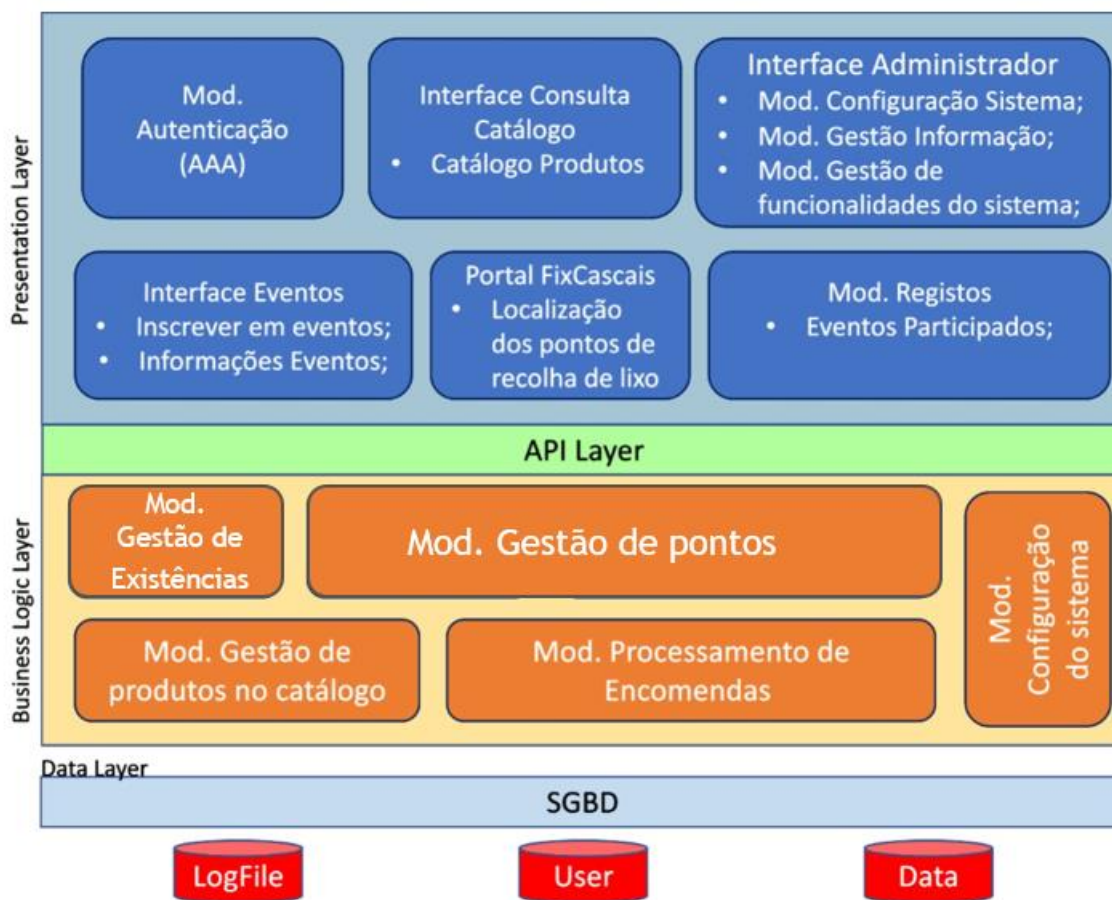 Presentation Layer
Mod.
Autenticação
(AAA)
Interface Consulta
Catálogo
• Catálogo Produtos
Interface Administrador
• Mod. Configuração Sistema;
• Mod. Gestão Informação;
• Mod. Gestão de
funcionalidades do sistema;
Interface Eventos
• Inscrever em eventos;
• Informações Eventos;
Portal FixCascais
• Localização
dos pontos de
recolha de lixo
Mod. Registos
• Eventos Participados;
API Layer
Business Logic Layer
Mod.
Gestão de
Existências
Mod. Gestão de pontos
Mod.
Configuração
do sistema
Mod. Gestão de
produtos no catálogo
Mod. Processamento de
Encomendas
Data Layer
SGBD
LogFile
User
Data